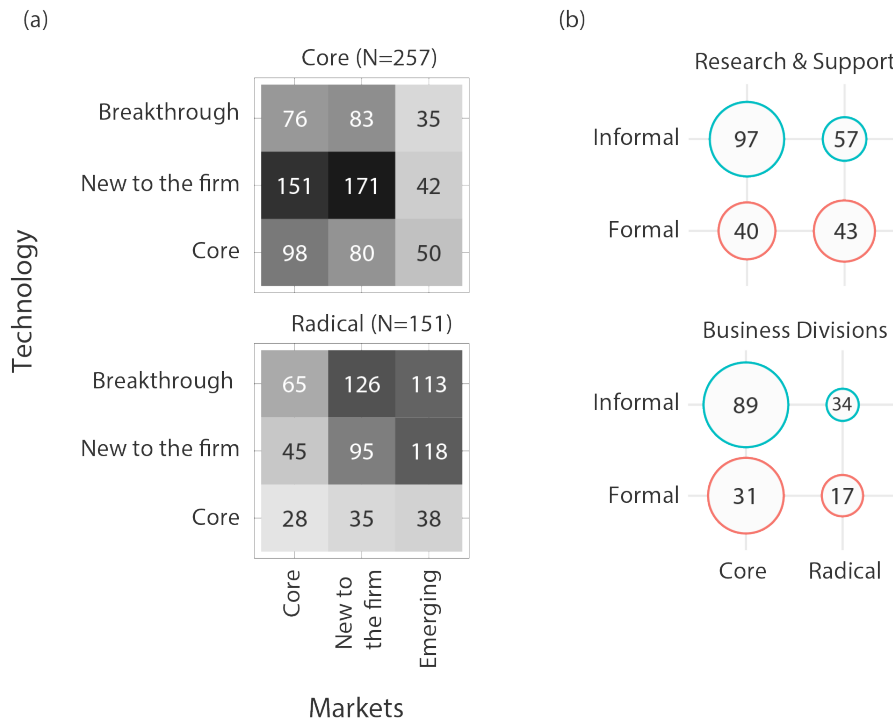 (a)
Core (N=257)
Breakthrough 76 83 35
New to the firm 151 171 42
Core 98 80 50
Technology
Radical (N=151)
Breakthrough 65 126 113
New to the firm 45 95 118
Core 28 35 38
Core
New to
the firm
Emerging
Markets
(b)
Research & Support
Informal 97 57
Formal 40 43
Business Divisions
Informal 89 34
Formal 31 17
Core Radical